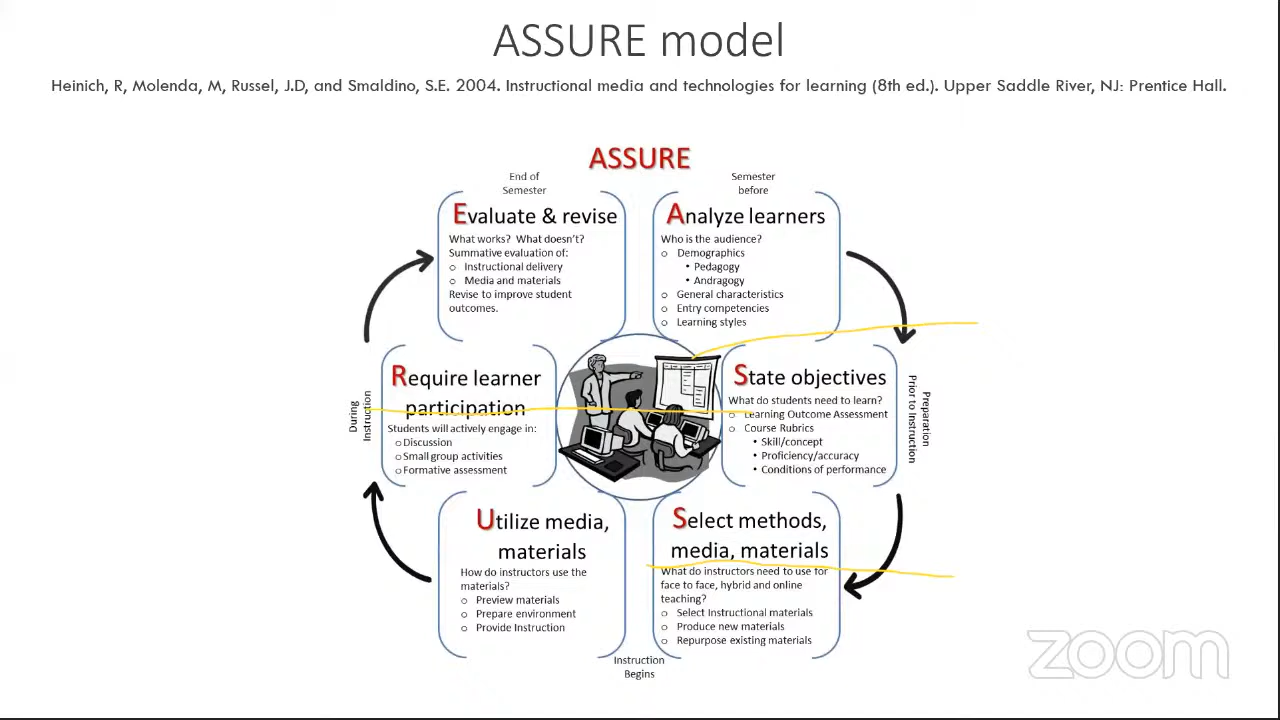 ASSURE model
Heinich, R, Molenda, M, Russel, J.D, and Smaldino, S.E. 2004. Instructional media and technologies for learning (8th ed.). Upper Saddle River, NJ: Prentice Hall.
ASSURE
End of
Semester
Evaluate & revise
What works? What doesn't?
Summative evaluation of:
o Instructional delivery
o Media and materials
Revise to improve student
outcomes.
Semester
before
Analyze learners
Who is the audience?
o Demographics
• Pedagogy
• Andragogy
o General characteristics
o Entry competencies
o Learning styles
During
Instruction
Require learner
participation
Students will actively engage in:
o Discussion
o Small group activities
o Formative assessment
State objectives
What do students need to learn?
o Learning Outcome Assessment
o Course Rubrics
• Skill/concept
• Proficiency/accuracy
• Conditions of performance
Preparation
Prior to Instruction
Utilize media,
materials
How do instructors use the
materials?
o Preview materials
o Prepare environment
o Provide Instruction
Select methods,
media, materials
What do instructors need to use for
face to face, hybrid and online
teaching?
o Select Instructional materials
o Produce new materials
o Repurpose existing materials
Instruction
Begins
zoom